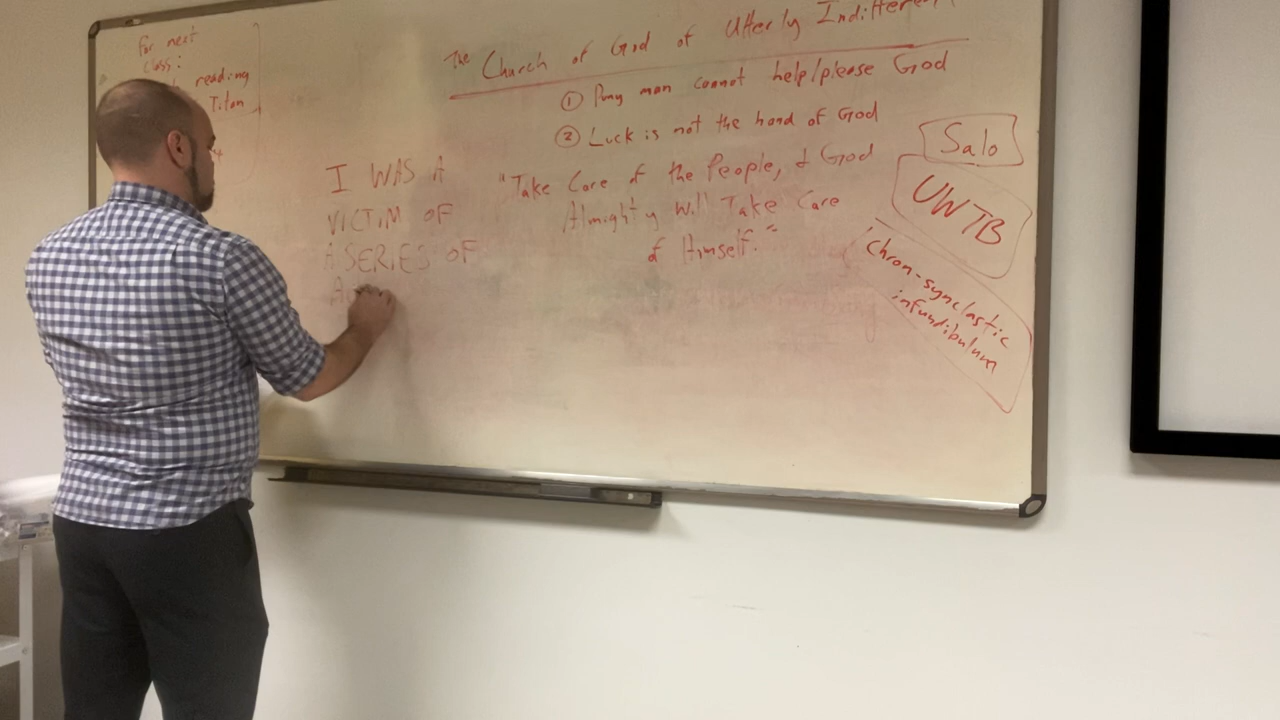 For next
class:
reading
Titan
The Church of God of Utterly Indifferent
① Puny man cannot help/please God
② Luck is not the hand of God
"Take Care of the People, & God
Almighty Will Take Care
of Himself."
I WAS A
VICTIM OF
A SERIES OF
Salo
UWTB
Chron-synclastic
infundibulum